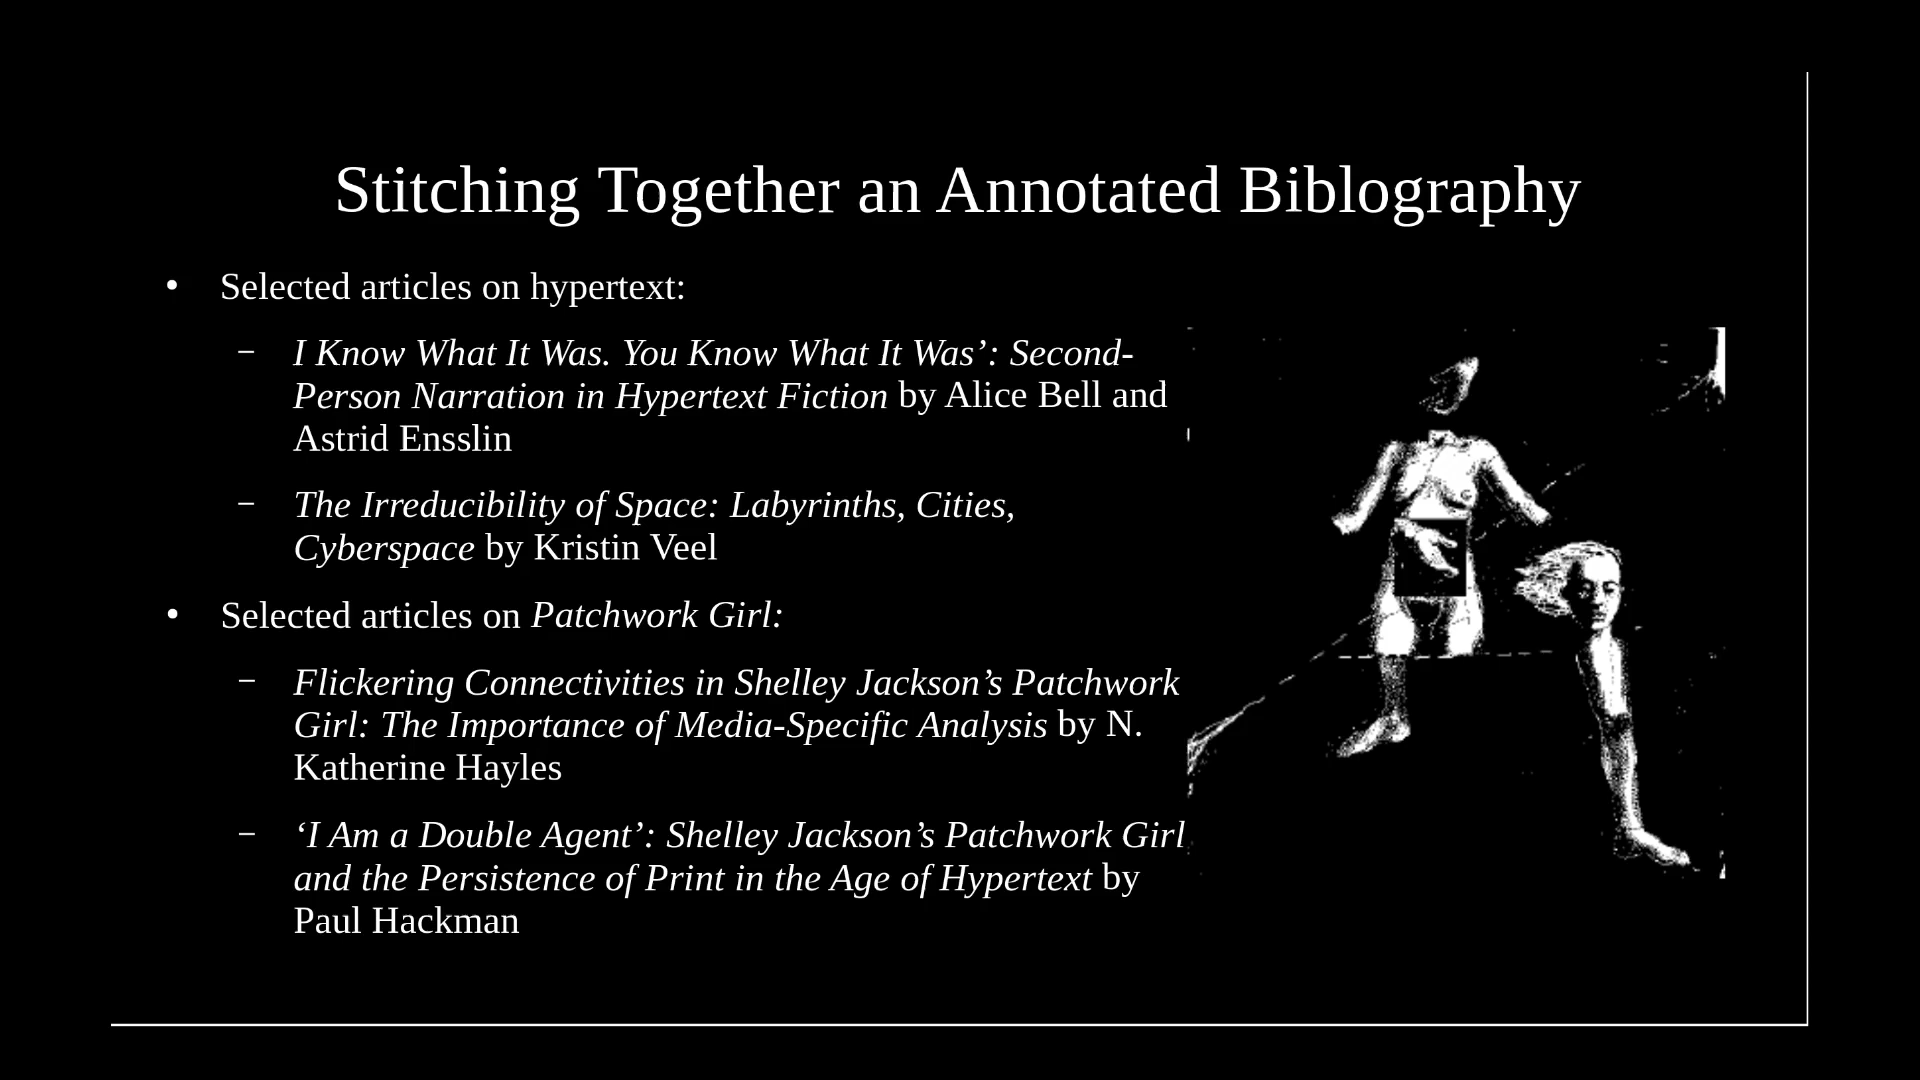 Stitching Together an Annotated Biblography
• Selected articles on hypertext:
– I Know What It Was. You Know What It Was’: Second-
Person Narration in Hypertext Fiction by Alice Bell and
Astrid Ensslin
– The Irreducibility of Space: Labyrinths, Cities,
Cyberspace by Kristin Veel
• Selected articles on Patchwork Girl:
– Flickering Connectivities in Shelley Jackson’s Patchwork
Girl: The Importance of Media-Specific Analysis by N.
Katherine Hayles
– ‘I Am a Double Agent’: Shelley Jackson’s Patchwork Girl
and the Persistence of Print in the Age of Hypertext by
Paul Hackman